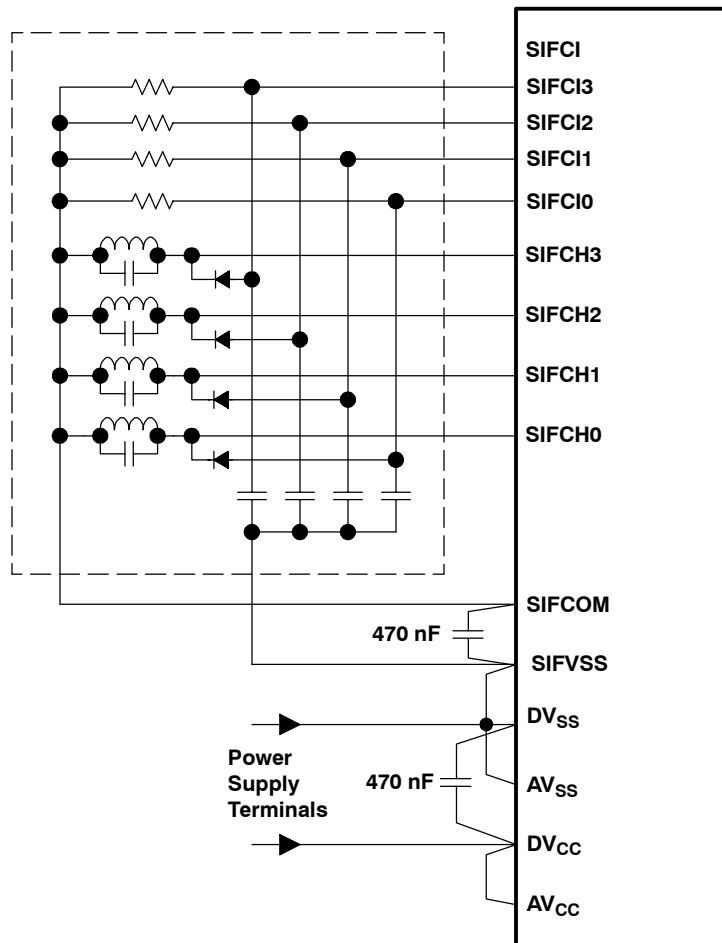 SIFCI
SIFCI3
SIFCI2
SIFCI1
SIFCI0
SIFCH3
SIFCH2
SIFCH1
SIFCH0
SIFCOM
470 nF
SIFVSS
DVSS
Power
Supply
Terminals
470 nF
AVSS
DVCC
AVCC